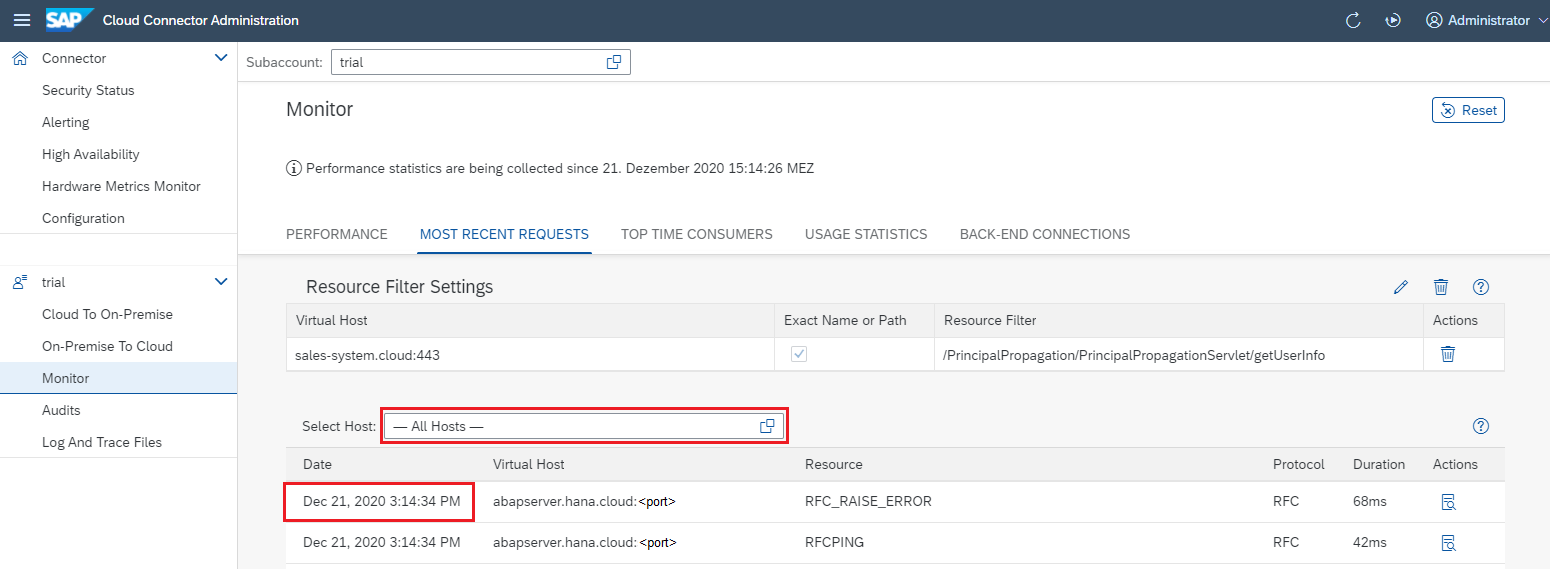 SAP Cloud Connector Administration Administrator
Connector
Security Status
Alerting
High Availability
Hardware Metrics Monitor
Configuration
trial
Cloud To On-Premise
On-Premise To Cloud
Monitor
Audits
Log And Trace Files
Subaccount: trial
Monitor Reset
Performance statistics are being collected since 21. Dezember 2020 15:14:26 MEZ
PERFORMANCE MOST RECENT REQUESTS TOP TIME CONSUMERS USAGE STATISTICS BACK-END CONNECTIONS
Resource Filter Settings
Virtual Host Exact Name or Path Resource Filter Actions
sales-system.cloud:443 /PrincipalPropagation/PrincipalPropagationServlet/getUserInfo
Select Host: — All Hosts —
Date Virtual Host Resource Protocol Duration Actions
Dec 21, 2020 3:14:34 PM abapserver.hana.cloud: <port> RFC_RAISE_ERROR RFC 68ms
Dec 21, 2020 3:14:34 PM abapserver.hana.cloud: <port> RFCPING RFC 42ms